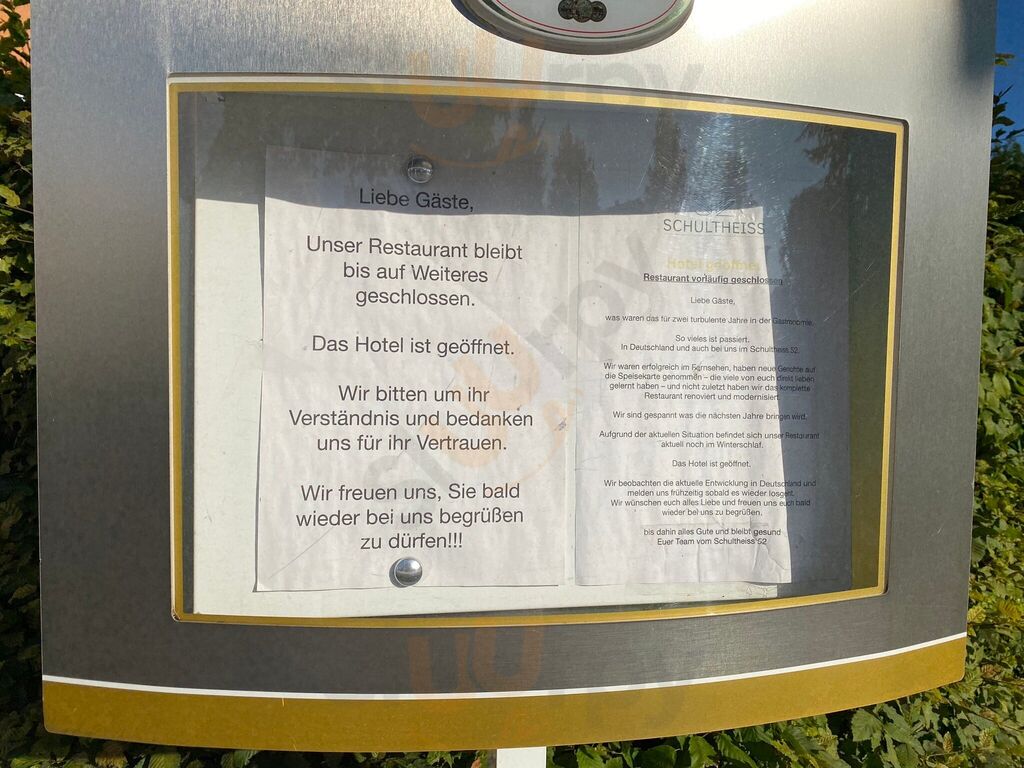 Liebe Gäste,
Unser Restaurant bleibt
bis auf Weiteres
geschlossen.
Das Hotel ist geöffnet.
Wir bitten um ihr
Verständnis und bedanken
uns für ihr Vertrauen.
Wir freuen uns, Sie bald
wieder bei uns begrüßen
zu dürfen!!!
SCHULTHEISS
Hotel geöffnet
Restaurant vorläufig geschlossen
Liebe Gäste,
was waren das für zwei turbulente Jahre in der Gastronomie.
So vieles ist passiert.
In Deutschland und auch bei uns im Schultheiss 52.
Wir waren erfolgreich im Fernsehen, haben neue Gerichte auf
die Speisekarte genommen – die viele von euch direkt lieben
gelernt haben – und nicht zuletzt haben wir das komplette
Restaurant renoviert und modernisiert.
Wir sind gespannt was die nächsten Jahre bringen wird.
Aufgrund der aktuellen Situation befindet sich unser Restaurant
aktuell noch im Winterschlaf.
Das Hotel ist geöffnet.
Wir beobachten die aktuelle Entwicklung in Deutschland und
melden uns frühzeitig sobald es wieder losgeht.
Wir wünschen euch alles Liebe und freuen uns euch bald
wieder bei uns zu begrüßen.
bis dahin alles Gute und bleibt gesund
Euer Team vom Schultheiss'52